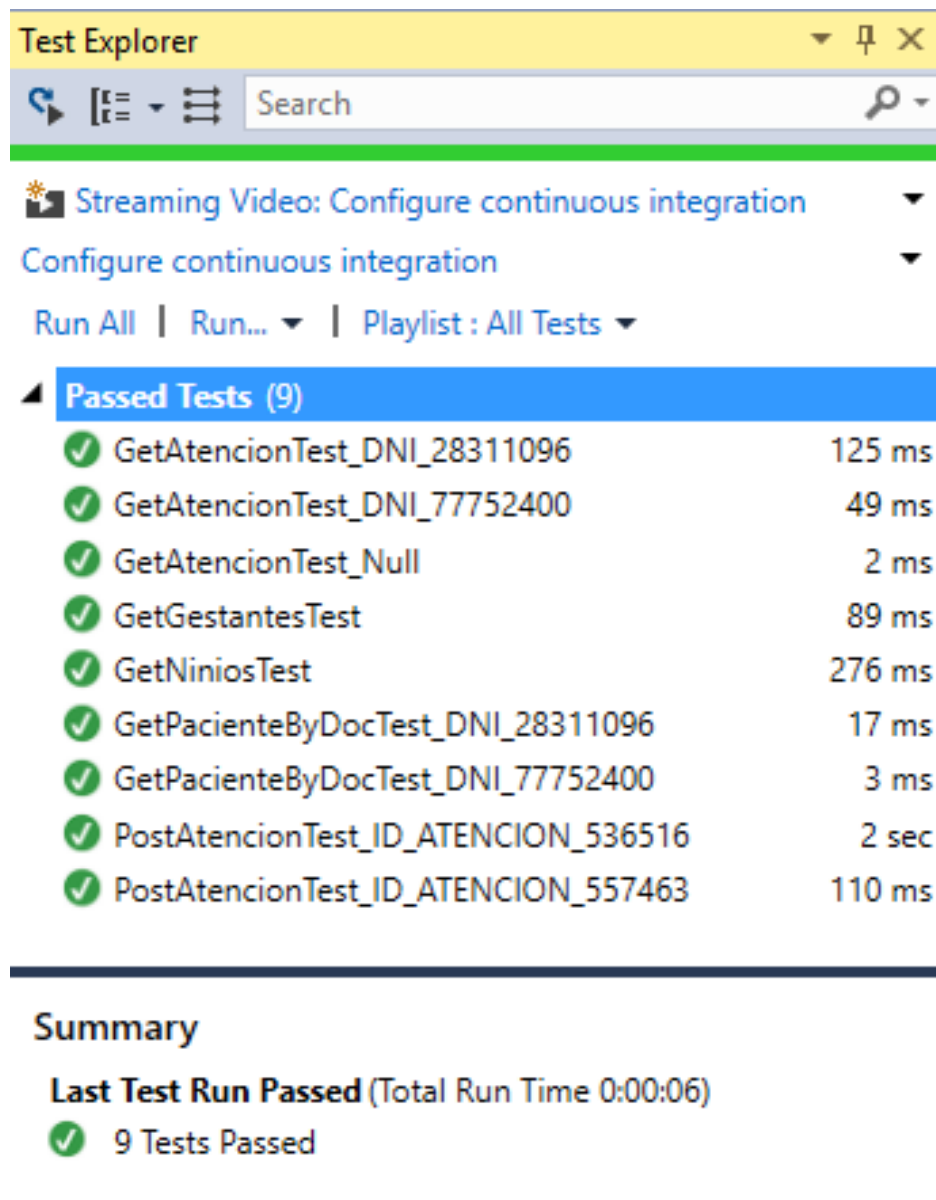 Test Explorer
Search
Streaming Video: Configure continuous integration
Configure continuous integration
Run All | Run... | Playlist : All Tests
Passed Tests (9)
GetAtencionTest_DNI_28311096 125 ms
GetAtencionTest_DNI_77752400 49 ms
GetAtencionTest_Null 2 ms
GetGestantesTest 89 ms
GetNiniosTest 276 ms
GetPacienteByDocTest_DNI_28311096 17 ms
GetPacienteByDocTest_DNI_77752400 3 ms
PostAtencionTest_ID_ATENCION_536516 2 sec
PostAtencionTest_ID_ATENCION_557463 110 ms
Summary
Last Test Run Passed (Total Run Time 0:00:06)
9 Tests Passed